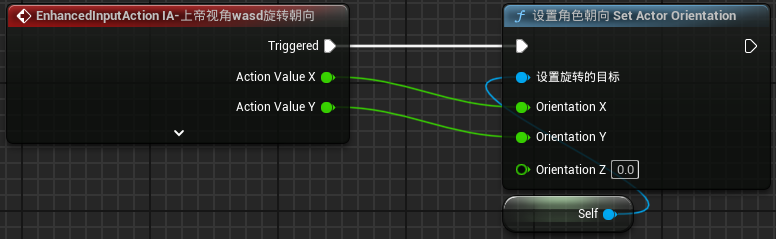 EnhancedInputAction IA-上帝视角wasd旋转朝向
Triggered
Action Value X
Action Value Y
设置角色朝向 Set Actor Orientation
设置旋转的目标
Orientation X
Orientation Y
Orientation Z 0.0
Self